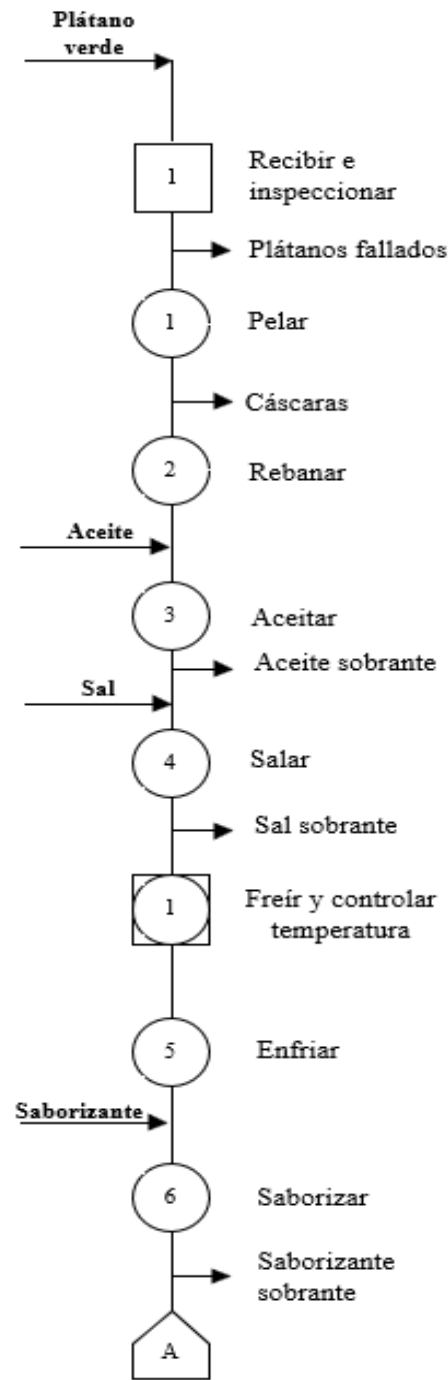 Plátano
verde
1
Recibir e
inspeccionar
Plátanos fallados
1
Pelar
Cáscaras
2
Rebanar
Aceite
3
Aceitar
Aceite sobrante
Sal
4
Salar
Sal sobrante
1
Freír y controlar
temperatura
5
Enfriar
Saborizante
6
Saborizar
Saborizante
sobrante
A